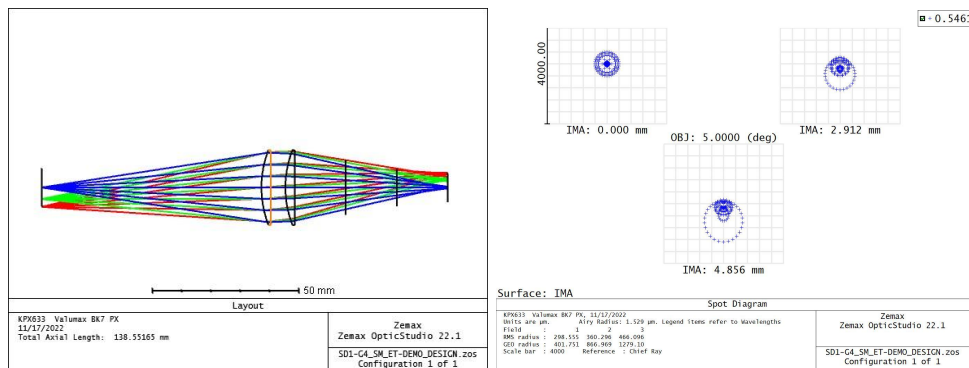 50 mm
Layout
KPX633 Valumax BK7 PX
11/17/2022
Total Axial Length: 138.55165 mm
Zemax
Zemax OpticStudio 22.1
SD1-G4_SM_ET-DEMO_DESIGN.zos
Configuration 1 of 1
0.5461
4000.00
IMA: 0.000 mm
IMA: 2.912 mm
OBJ: 5.0000 (deg)
IMA: 4.856 mm
Surface: IMA
Spot Diagram
KPX633 Valumax BK7 PX, 11/17/2022
Units are µm. Airy Radius: 1.529 µm. Legend items refer to Wavelengths
Field : 1 2 3
RMS radius : 298.555 360.296 466.096
GEO radius : 401.751 866.969 1279.10
Scale bar : 4000 Reference : Chief Ray
Zemax
Zemax OpticStudio 22.1
SD1-G4_SM_ET-DEMO_DESIGN.zos
Configuration 1 of 1